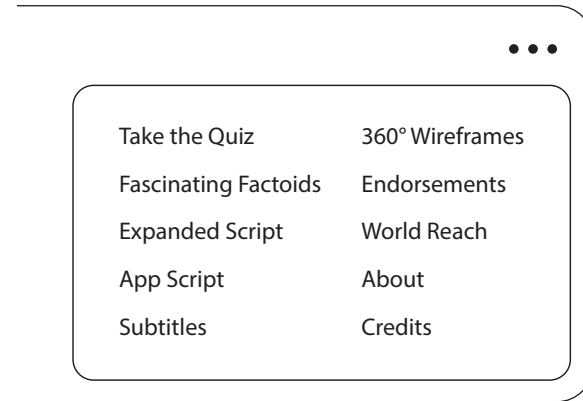 Take the Quiz
Fascinating Factoids
Expanded Script
App Script
Subtitles
360° Wireframes
Endorsements
World Reach
About
Credits